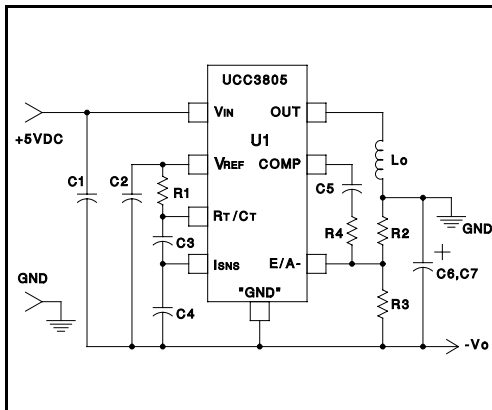 UCC3805
VIN
OUT
+5VDC
U1
VREF
COMP
Lo
C1
C2
R1
C5
RT/CT
GND
R4
R2
C3
+
ISNS
E/A-
C6,C7
GND
"GND"
R3
C4
-Vo